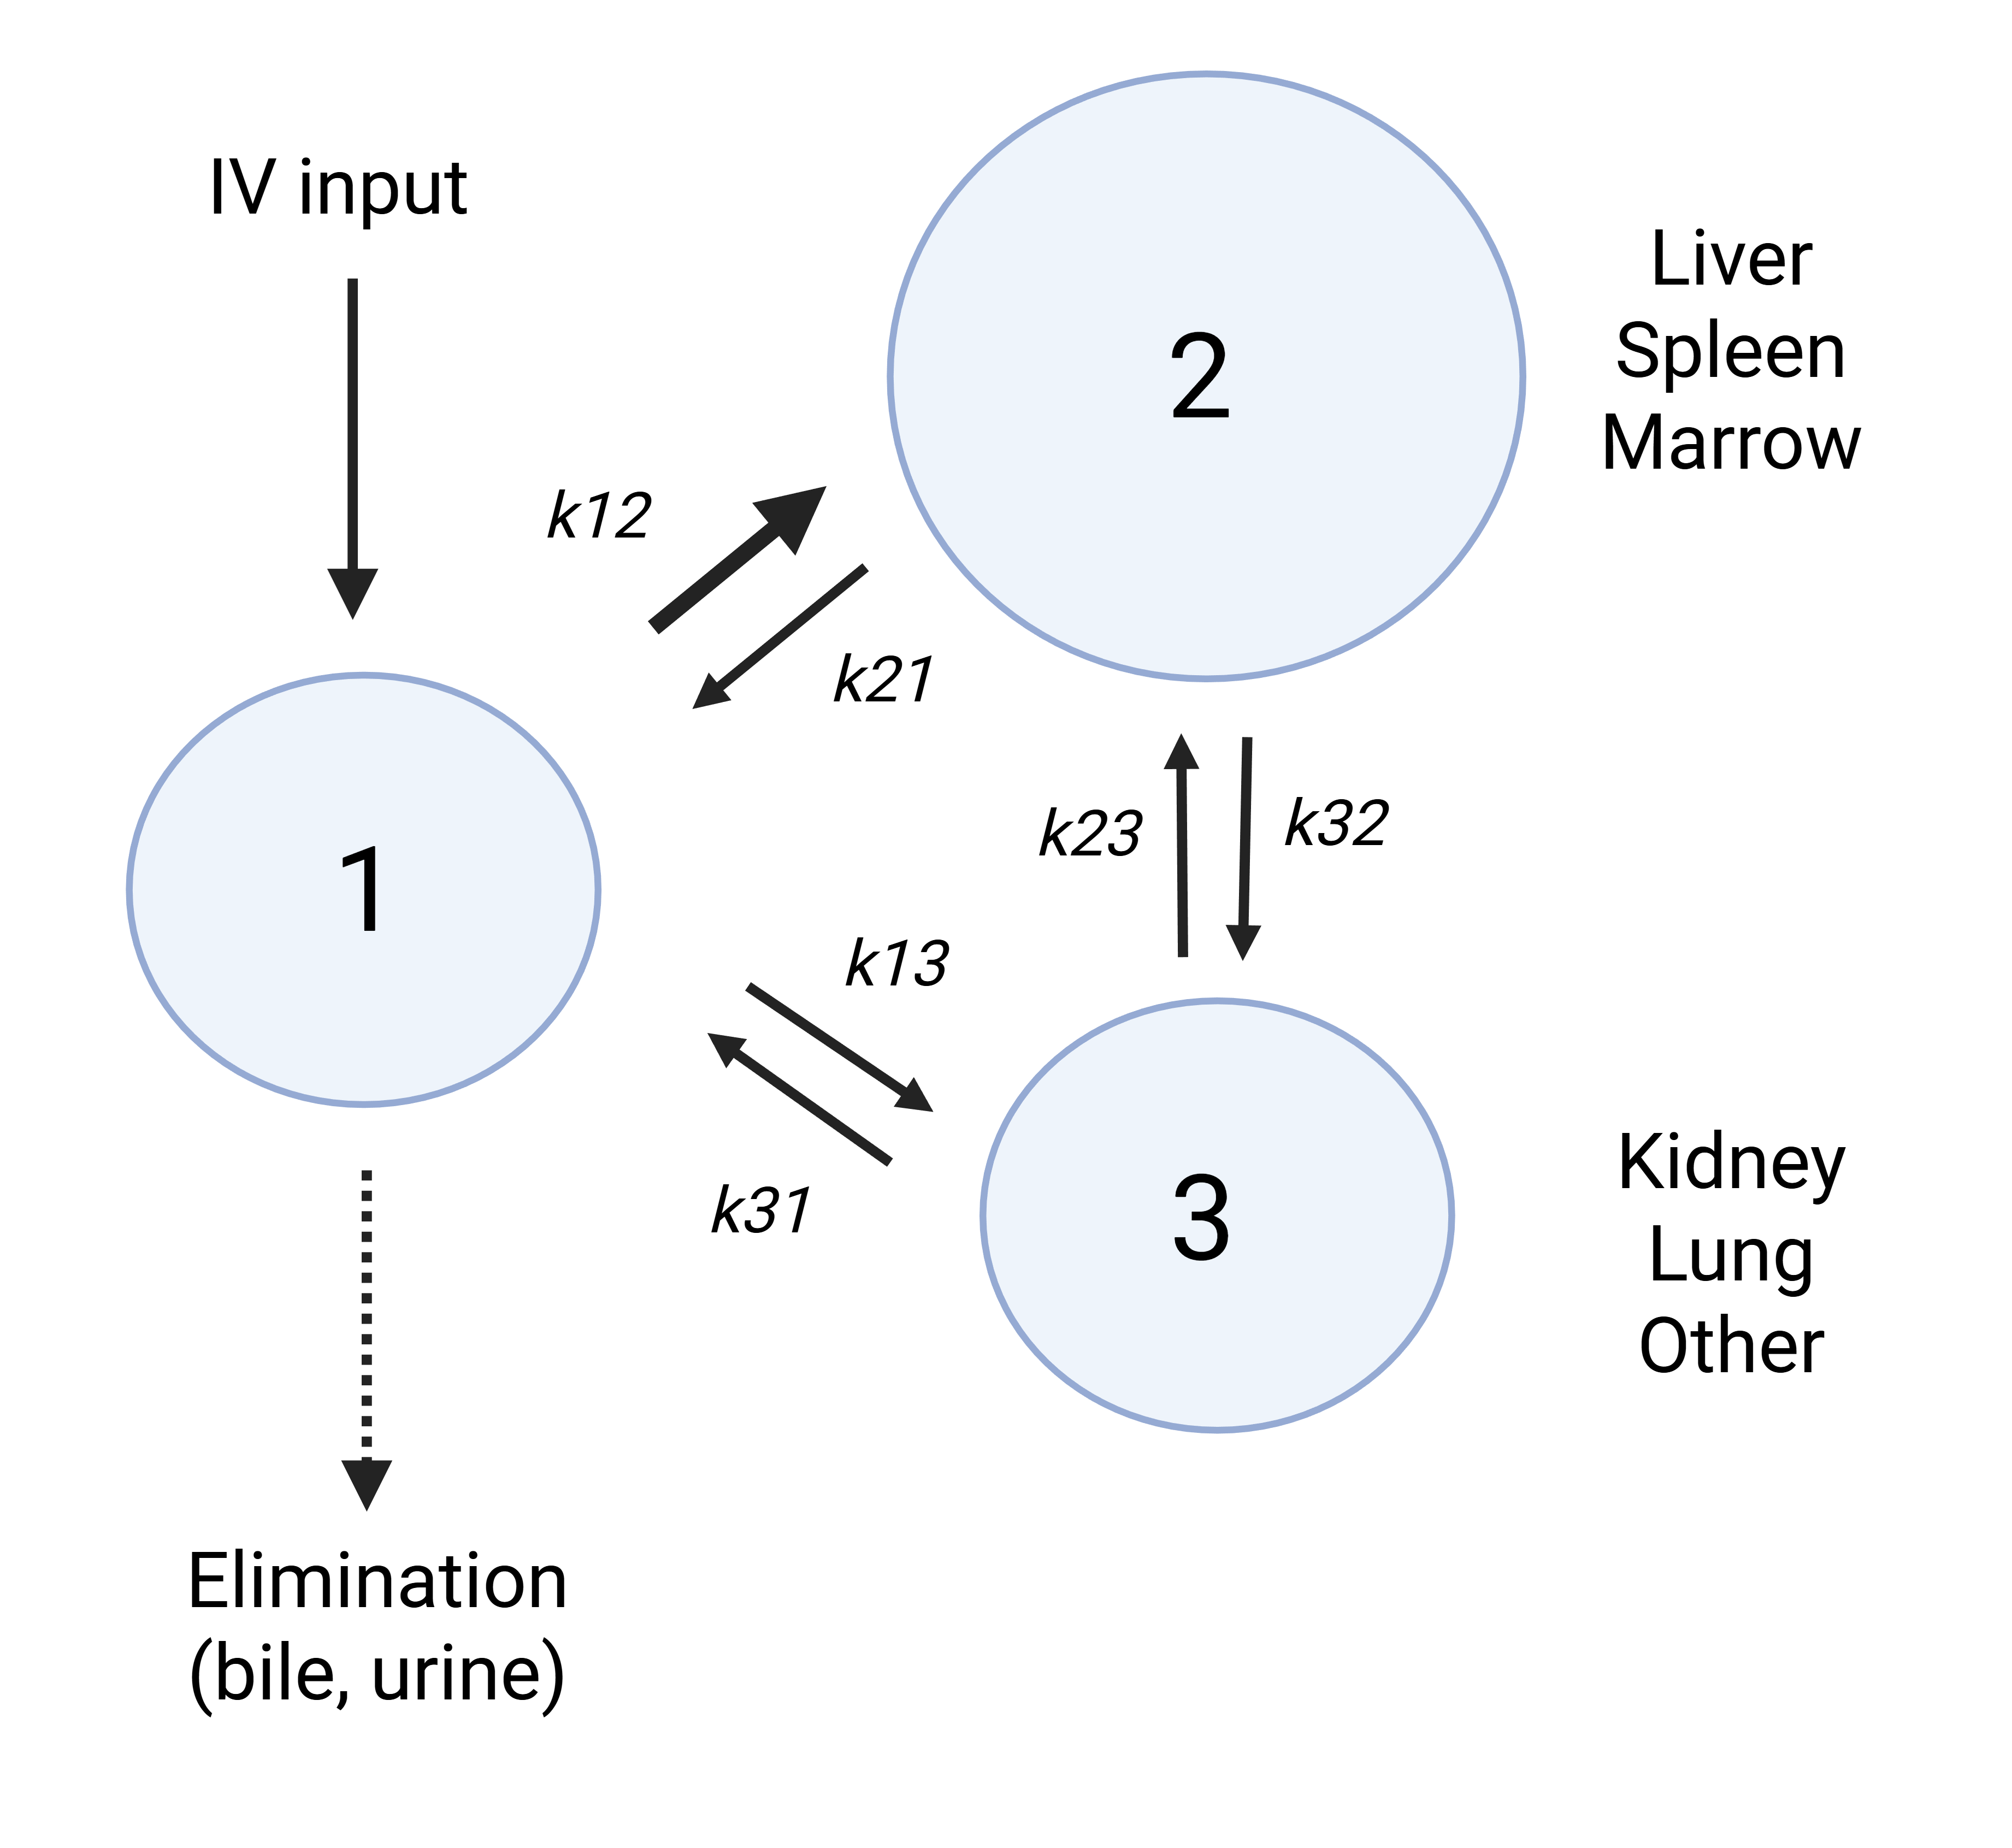 IV input
2
Liver
Spleen
Marrow
k12
k21
1
k23
k32
k13
k31
3
Kidney
Lung
Other
Elimination
(bile, urine)